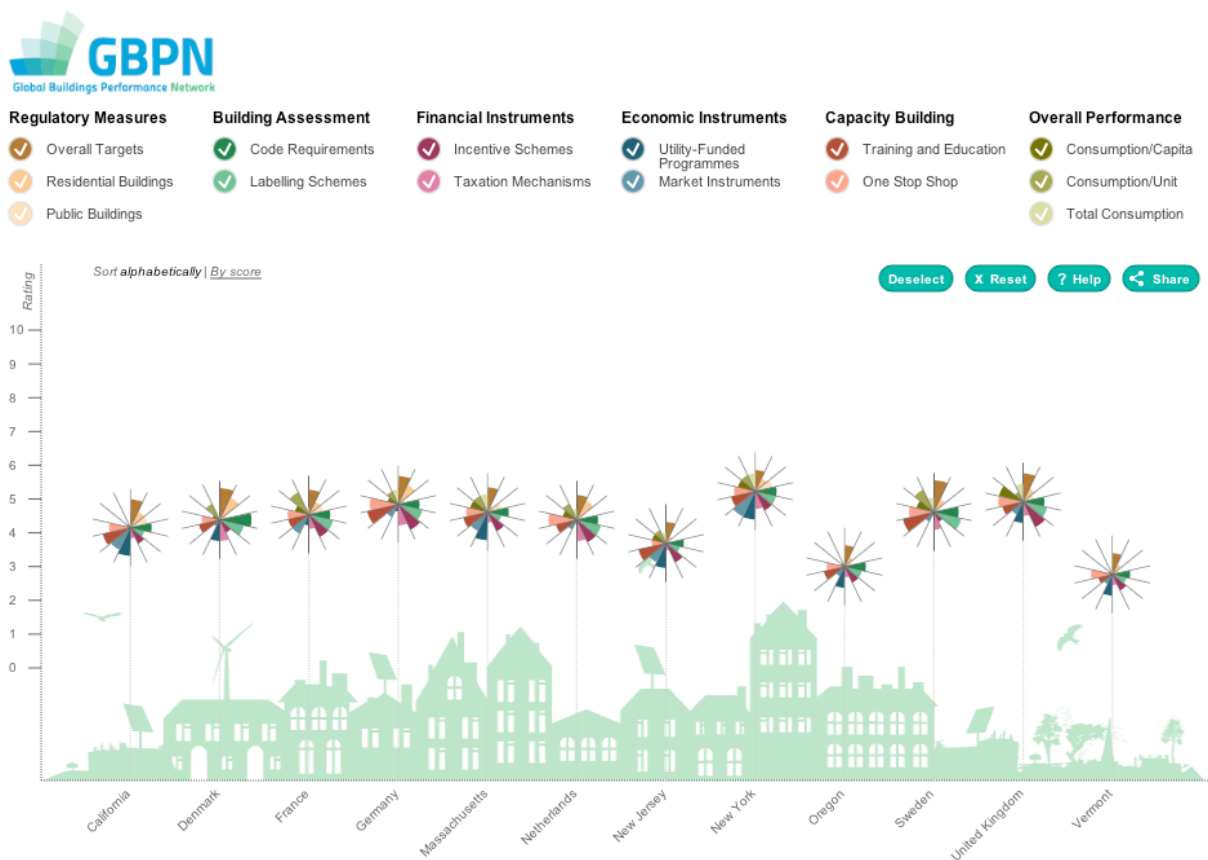 GBPN
Global Buildings Performance Network
Regulatory Measures
Overall Targets
Residential Buildings
Public Buildings
Building Assessment
Code Requirements
Labelling Schemes
Financial Instruments
Incentive Schemes
Taxation Mechanisms
Economic Instruments
Utility-Funded
Programmes
Market Instruments
Capacity Building
Training and Education
One Stop Shop
Overall Performance
Consumption/Capita
Consumption/Unit
Total Consumption
Sort alphabetically | By score
Deselect
X Reset
? Help
Share
Rating
10
9
8
7
6
5
4
3
2
1
0
California
Denmark
France
Germany
Massachusetts
Netherlands
New Jersey
New York
Oregon
Sweden
United Kingdom
Vermont